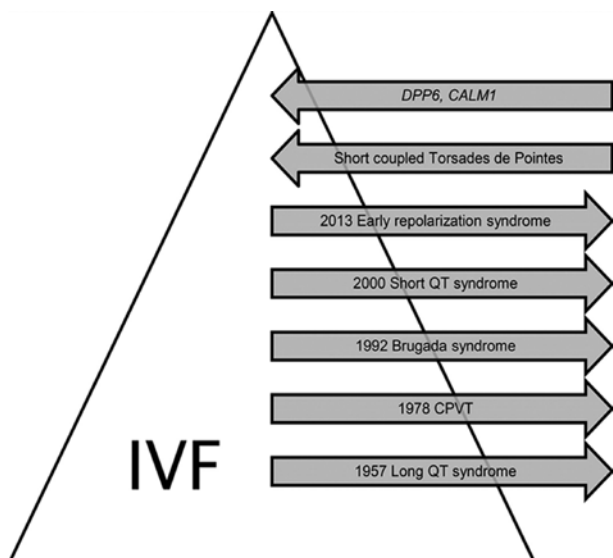 DPP6, CALM1
Short coupled Torsades de Pointes
2013 Early repolarization syndrome
2000 Short QT syndrome
1992 Brugada syndrome
1978 CPVT
IVF
1957 Long QT syndrome